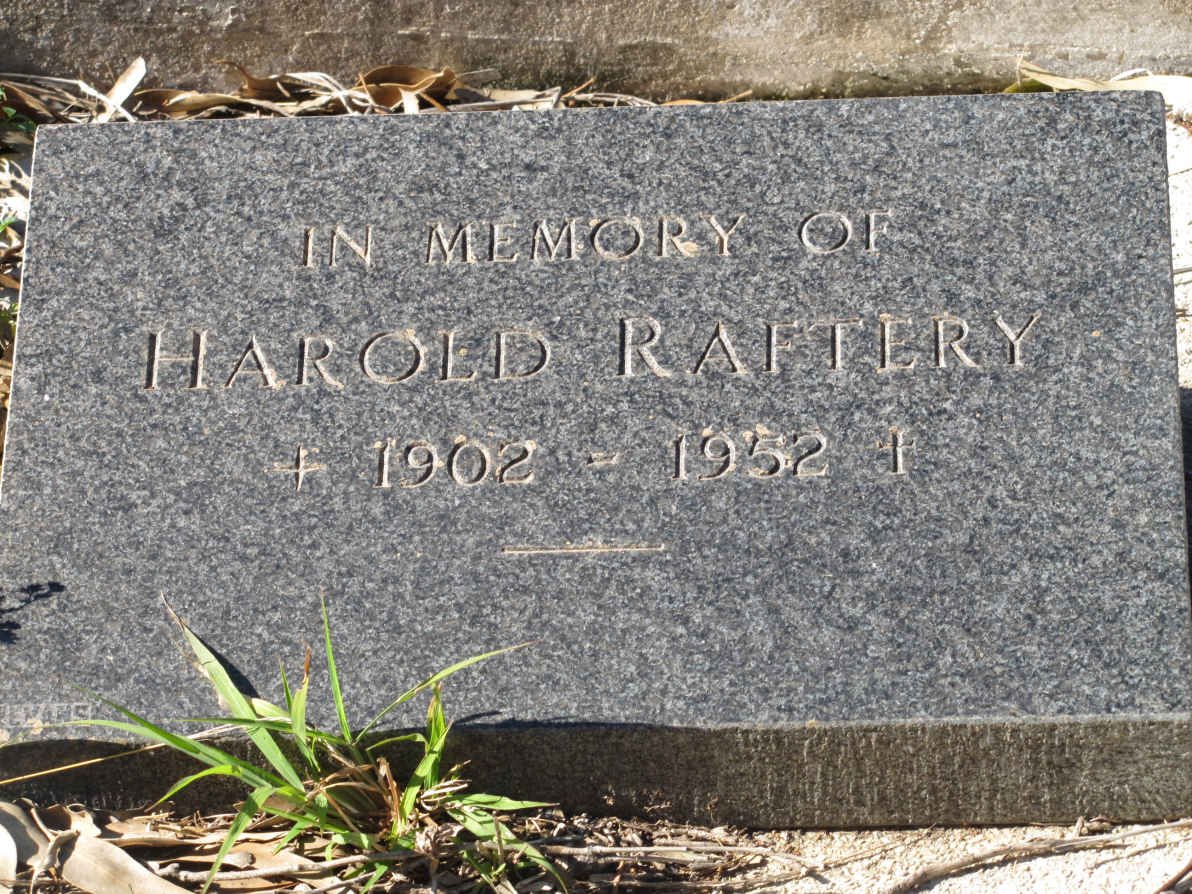 IN MEMORY OF
HAROLD RAFTERY
✝ 1902 - 1952 ✝